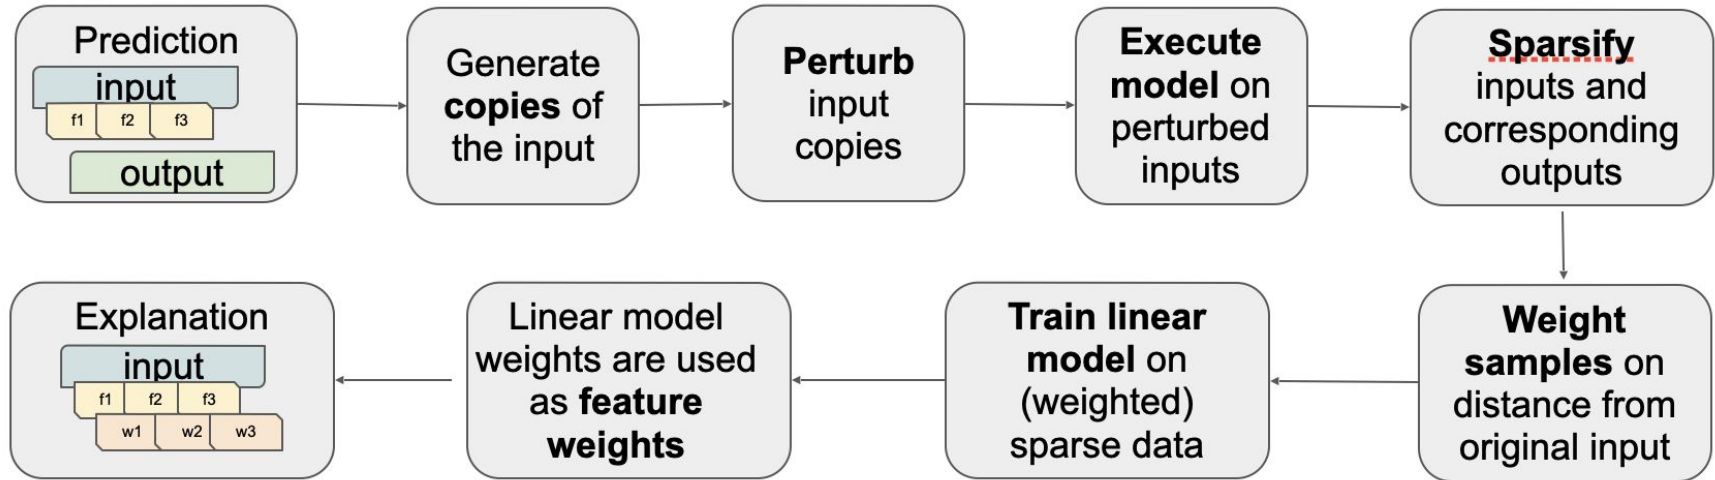 Prediction
input
f1 f2 f3
output
Generate
copies of
the input
Perturb
input
copies
Execute
model on
perturbed
inputs
Sparsify
inputs and
corresponding
outputs
Weight
samples on
distance from
original input
Train linear
model on
(weighted)
sparse data
Linear model
weights are used
as feature
weights
Explanation
input
f1 f2 f3
w1 w2 w3